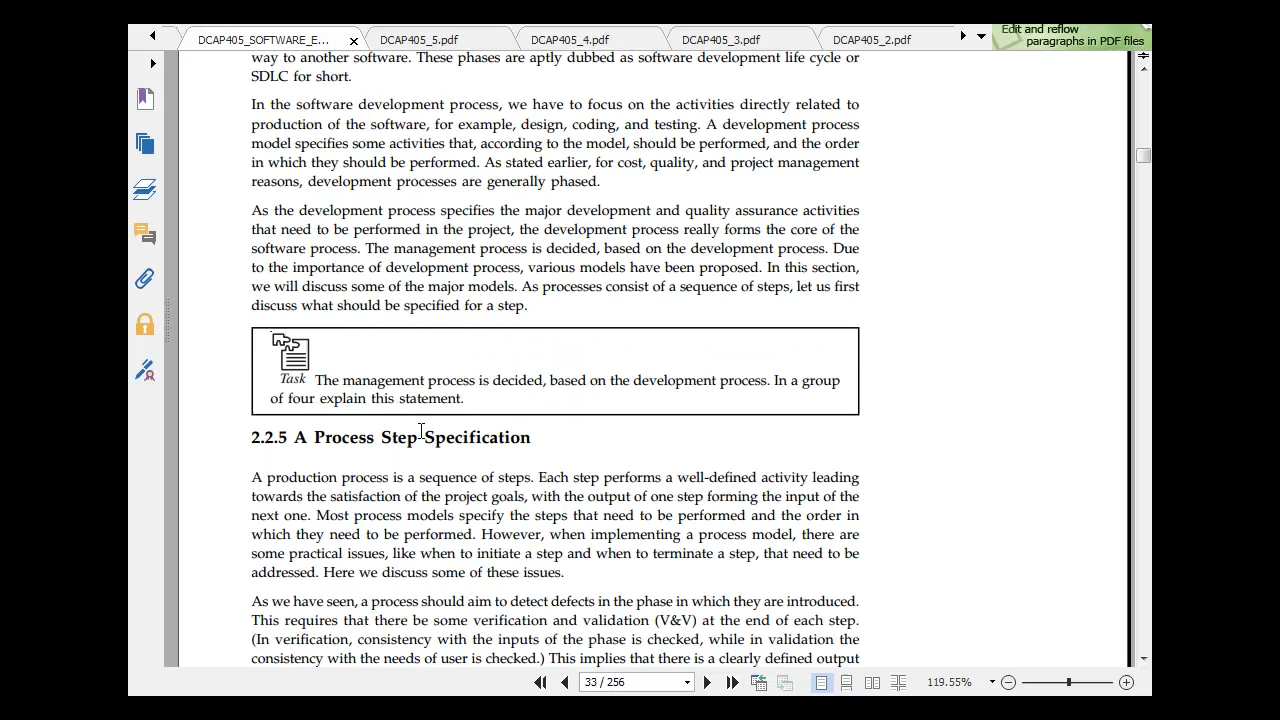 DCAP405_SOFTWARE_E...
DCAP405_5.pdf
DCAP405_4.pdf
DCAP405_3.pdf
DCAP405_2.pdf
Edit and reflow
paragraphs in PDF files
way to another software. These phases are aptly dubbed as software development life cycle or
SDLC for short.
In the software development process, we have to focus on the activities directly related to
production of the software, for example, design, coding, and testing. A development process
model specifies some activities that, according to the model, should be performed, and the order
in which they should be performed. As stated earlier, for cost, quality, and project management
reasons, development processes are generally phased.
As the development process specifies the major development and quality assurance activities
that need to be performed in the project, the development process really forms the core of the
software process. The management process is decided, based on the development process. Due
to the importance of development process, various models have been proposed. In this section,
we will discuss some of the major models. As processes consist of a sequence of steps, let us first
discuss what should be specified for a step.
Task The management process is decided, based on the development process. In a group
of four explain this statement.
2.2.5 A Process Step Specification
A production process is a sequence of steps. Each step performs a well-defined activity leading
towards the satisfaction of the project goals, with the output of one step forming the input of the
next one. Most process models specify the steps that need to be performed and the order in
which they need to be performed. However, when implementing a process model, there are
some practical issues, like when to initiate a step and when to terminate a step, that need to be
addressed. Here we discuss some of these issues.
As we have seen, a process should aim to detect defects in the phase in which they are introduced.
This requires that there be some verification and validation (V&V) at the end of each step.
(In verification, consistency with the inputs of the phase is checked, while in validation the
consistency with the needs of user is checked.) This implies that there is a clearly defined output
33 / 256
119.55%